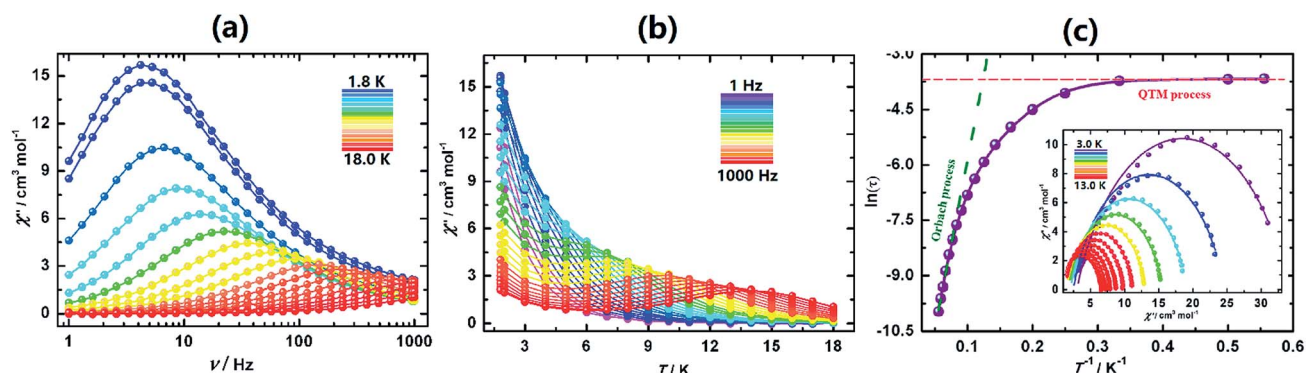 (a)
χ'' / cm³ mol⁻¹
15
12
9
6
3
0
1.8 K
18.0 K
1
10
100
1000
ν / Hz
(b)
χ'' / cm³ mol⁻¹
15
12
9
6
3
0
1 Hz
1000 Hz
3
6
9
12
15
18
T / K
(c)
ln(τ)
-3.0
-4.5
-6.0
-7.5
-9.0
-10.5
QTM process
Orbach process
χ'' / cm³ mol⁻¹
10
8
6
4
2
0
3.0 K
13.0 K
5
10
15
20
25
30
χ' / cm³ mol⁻¹
0.1
0.2
0.3
0.4
0.5
0.6
T⁻¹ / K⁻¹